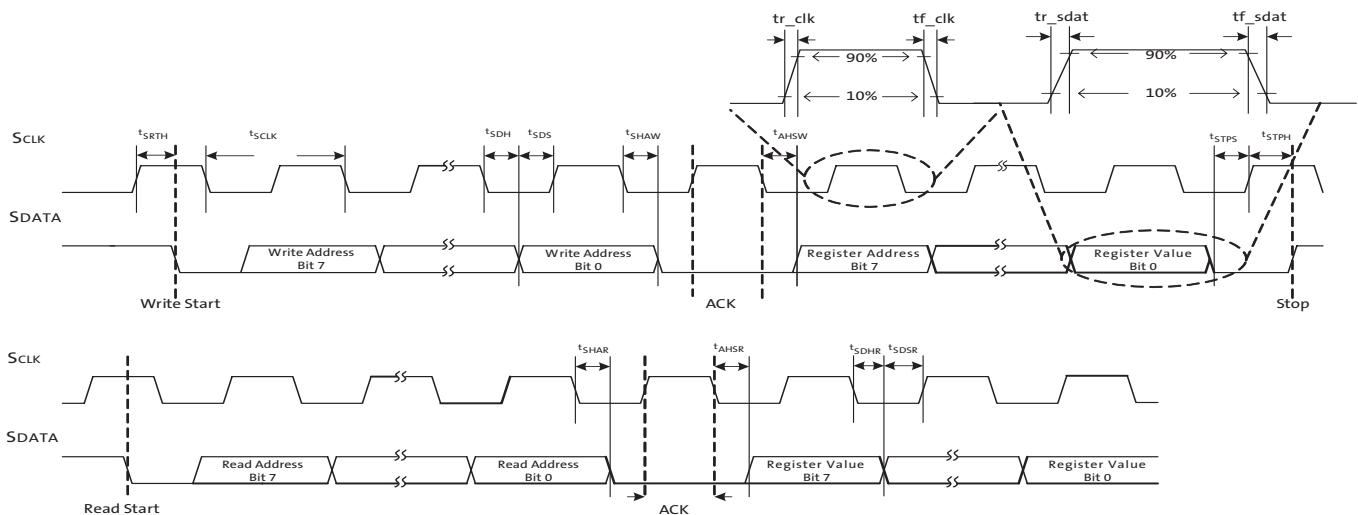 tr_clk tf_clk tr_sdat tf_sdat
90% 90%
10% 10%
SCLK tSRTH tSCLK tSDH tSDS tSHAW tAHSW tSTPS tSTPH
SDATA
Write Address Bit 7
Write Address Bit 0
Register Address Bit 7
Register Value Bit 0
Write Start ACK Stop
SCLK tSHAR tAHSR tSDHR tSDSR
SDATA
Read Address Bit 7
Read Address Bit 0
Register Value Bit 7
Register Value Bit 0
Read Start ACK